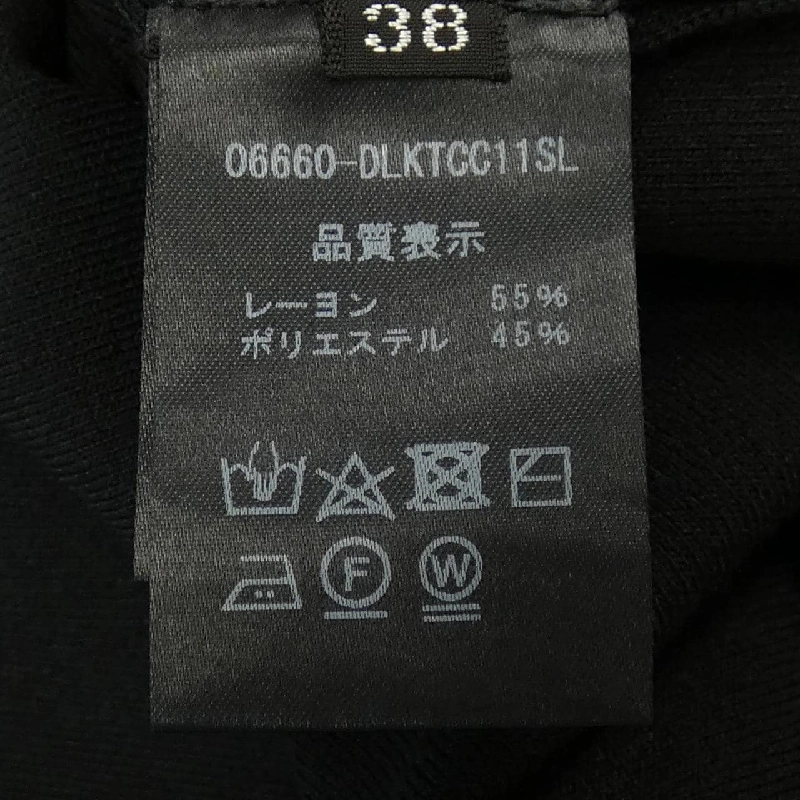 38
06660-DLKTCC11SL
品質表示
レーヨン 55%
ポリエステル 45%
F W